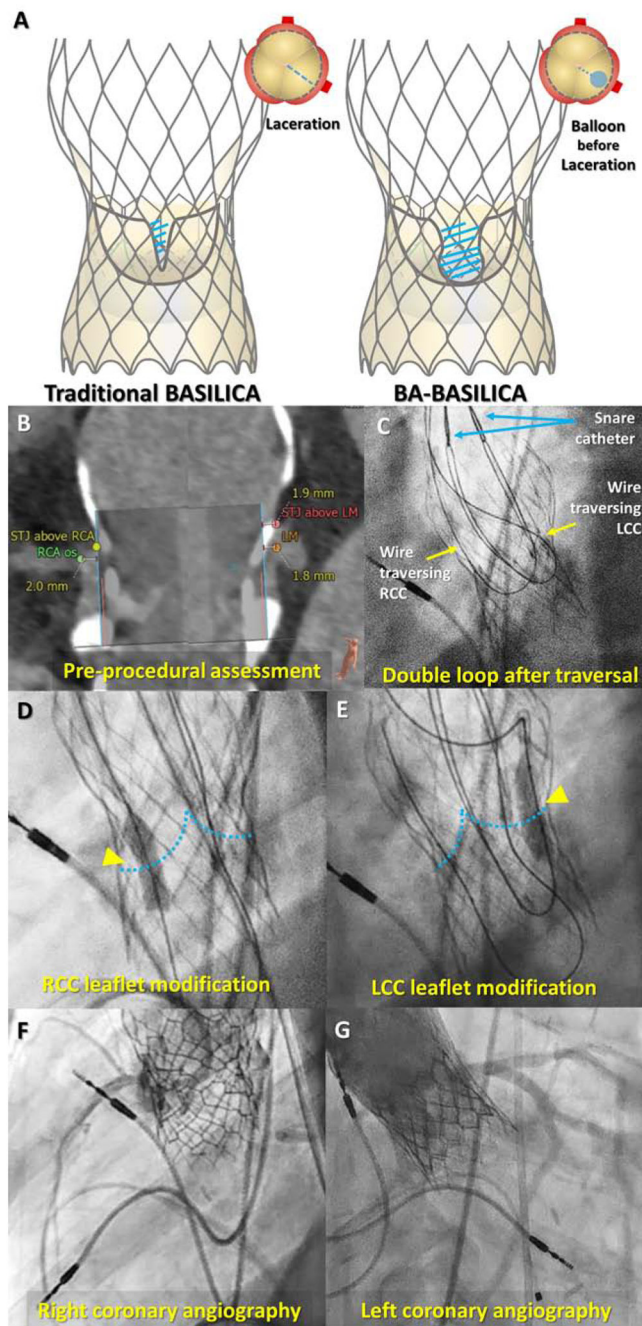 A
Laceration
Balloon
before
Laceration
Traditional BASILICA
BA-BASILICA
B
1.9 mm
STJ above RCA
STJ above LM
RCA os
LM
2.0 mm
1.8 mm
Pre-procedural assessment
C
Snare
catheter
Wire
traversing
LCC
Wire
traversing
RCC
Double loop after traversal
D
RCC leaflet modification
E
LCC leaflet modification
F
Right coronary angiography
G
Left coronary angiography